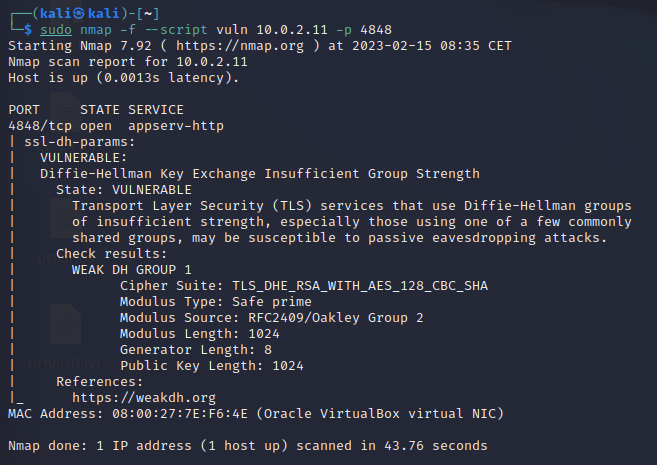 ┌──(kali㉿kali)-[~]
└─$ sudo nmap -f --script vuln 10.0.2.11 -p 4848
Starting Nmap 7.92 ( https://nmap.org ) at 2023-02-15 08:35 CET
Nmap scan report for 10.0.2.11
Host is up (0.0013s latency).

PORT     STATE SERVICE
4848/tcp open  appserv-http
| ssl-dh-params:
|   VULNERABLE:
|   Diffie-Hellman Key Exchange Insufficient Group Strength
|     State: VULNERABLE
|       Transport Layer Security (TLS) services that use Diffie-Hellman groups
|       of insufficient strength, especially those using one of a few commonly
|       shared groups, may be susceptible to passive eavesdropping attacks.
|     Check results:
|       WEAK DH GROUP 1
|             Cipher Suite: TLS_DHE_RSA_WITH_AES_128_CBC_SHA
|             Modulus Type: Safe prime
|             Modulus Source: RFC2409/Oakley Group 2
|             Modulus Length: 1024
|             Generator Length: 8
|             Public Key Length: 1024
|     References:
|_      https://weakdh.org
MAC Address: 08:00:27:7E:F6:4E (Oracle VirtualBox virtual NIC)

Nmap done: 1 IP address (1 host up) scanned in 43.76 seconds